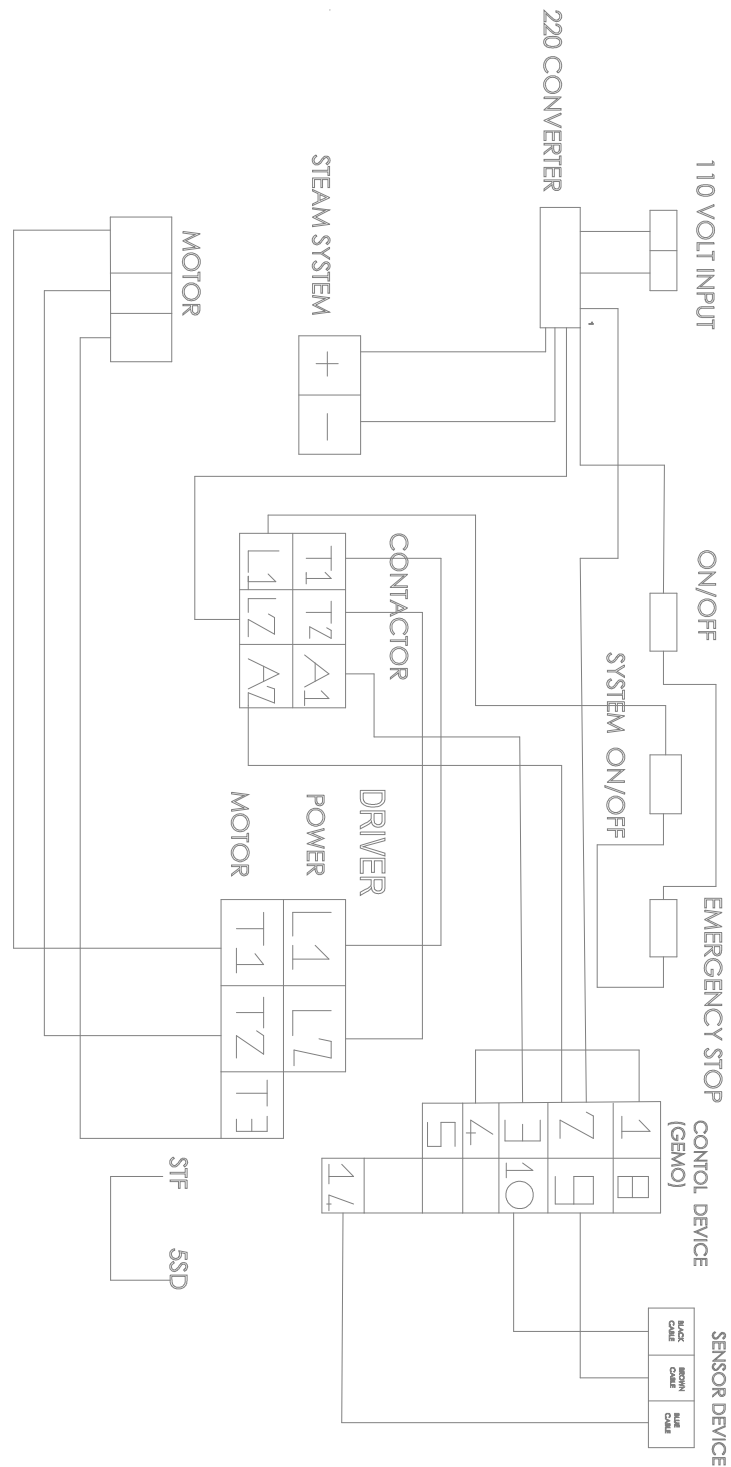 110 VOLT INPUT
ON/OFF
EMERGENCY STOP
CONTOL DEVICE
(GEMO)
SENSOR DEVICE
BLACK
CABLE
BROWN
CABLE
BLUE
CABLE
SYSTEM ON/OFF
1
220 CONVERTER
1 8
2 9
3 10
4
5
14
STEAM SYSTEM
+ −
CONTACTOR
T1 T2 A1
L1 L2 A2
DRIVER
POWER
L1 L2
MOTOR
T1 T2 T3
MOTOR
STF 5SD